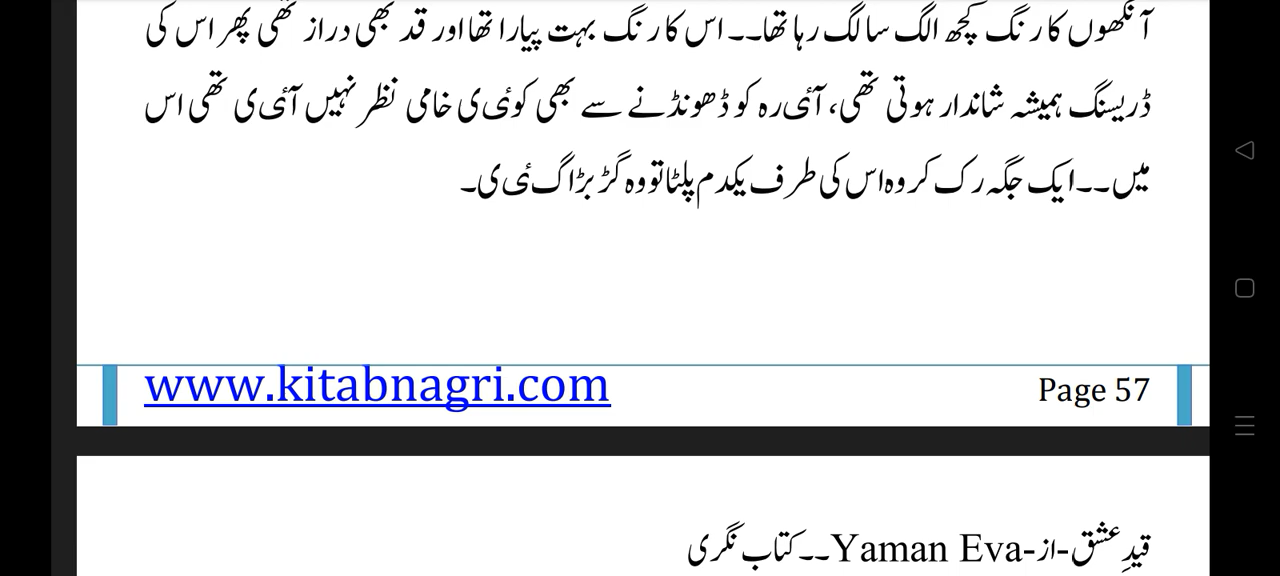 آنکھوں کا رنگ کچھ الگ سا لگ رہا تھا۔۔ اس کا رنگ بہت پیارا تھا اور قد بھی دراز تھی پھر اس کی
ڈریسنگ ہمیشہ شاندار ہوتی تھی، آئی رہ کو ڈھونڈنے سے بھی کوئی ی خامی نظر نہیں آئی ی تھی اس
میں۔۔ایک جگہ رک کر وہ اس کی طرف یکدم پلٹا تو وہ گڑبڑا گ ئی ی۔
www.kitabnagri.com Page 57
قیدِ عشق-از-Yaman Eva۔۔کتاب نگری